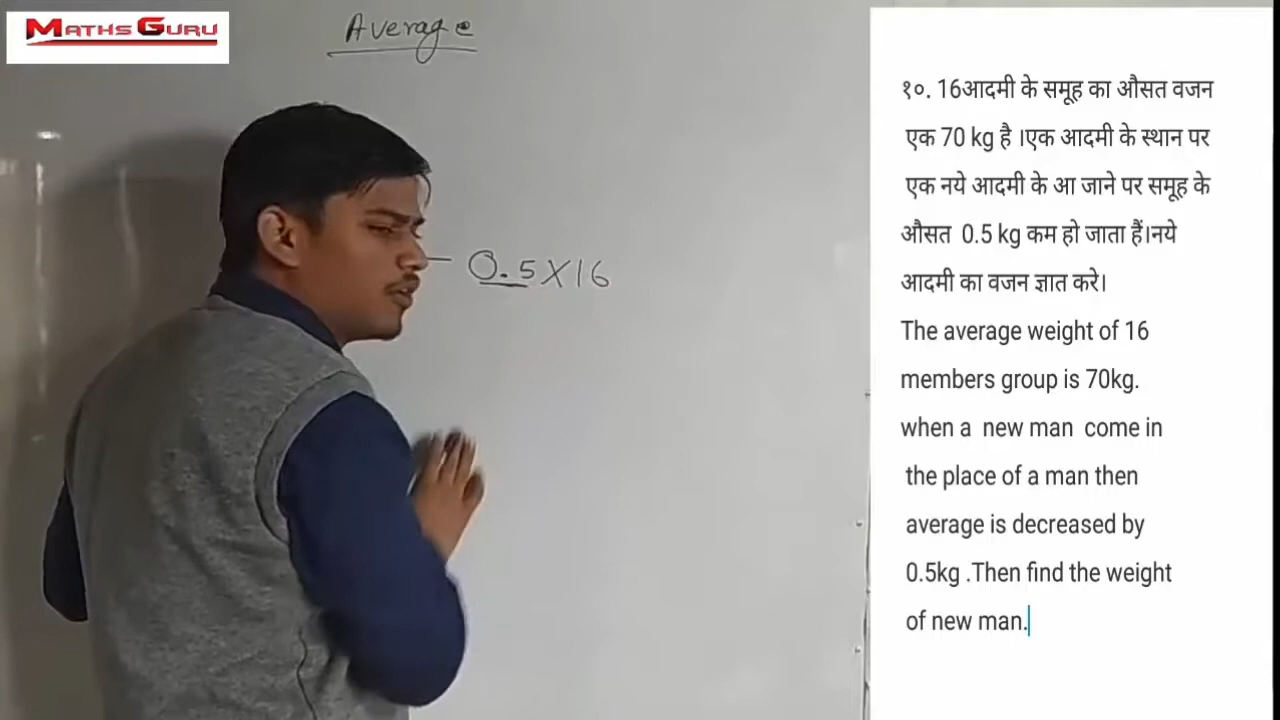 MATHS GURU
Average
0.5X16
१०. 16आदमी के समूह का औसत वजन
एक 70 kg है ।एक आदमी के स्थान पर
एक नये आदमी के आ जाने पर समूह के
औसत 0.5 kg कम हो जाता हैं।नये
आदमी का वजन ज्ञात करे।
The average weight of 16
members group is 70kg.
when a new man come in
the place of a man then
average is decreased by
0.5kg .Then find the weight
of new man.